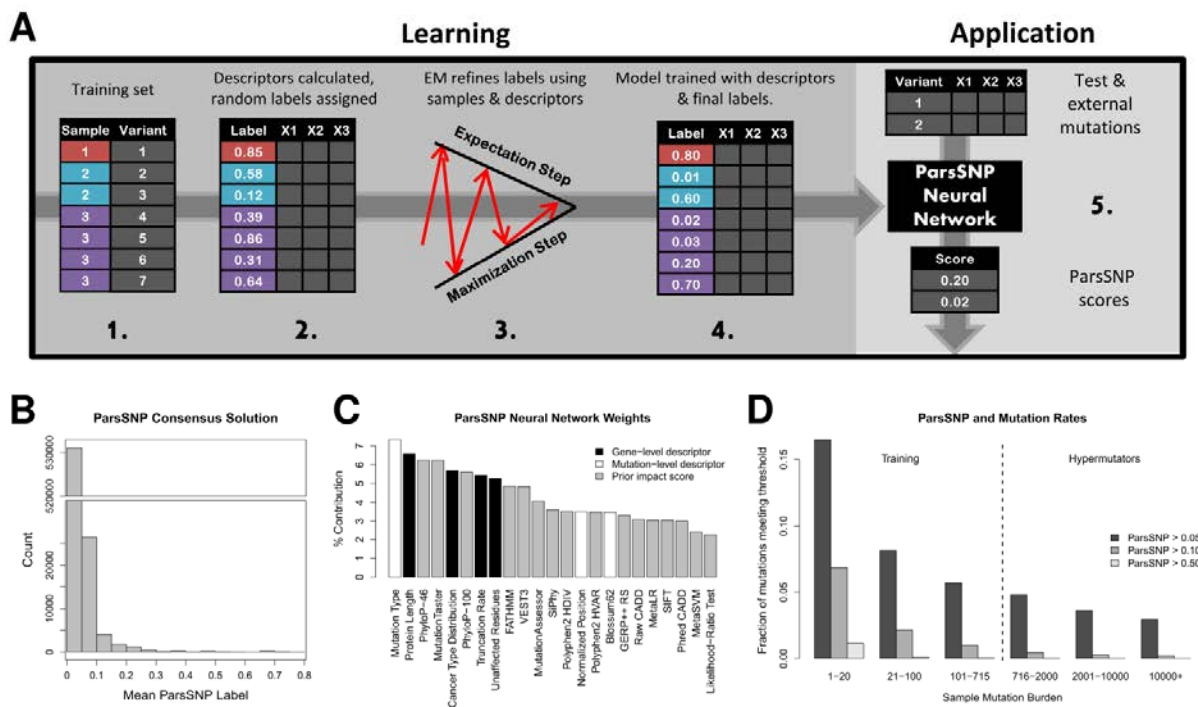 A
Learning
Application
Training set
Descriptors calculated,
random labels assigned
EM refines labels using
samples & descriptors
Model trained with descriptors
& final labels.
Sample Variant
1 1
2 2
2 3
3 4
3 5
3 6
3 7
Label X1 X2 X3
0.85
0.58
0.12
0.39
0.86
0.31
0.64
Expectation Step
Maximization Step
Label X1 X2 X3
0.80
0.01
0.60
0.02
0.03
0.20
0.70
Variant X1 X2 X3
1
2
Test &
external
mutations
ParsSNP
Neural
Network
5.
Score
0.20
0.02
ParsSNP
scores
1.
2.
3.
4.
B
ParsSNP Consensus Solution
Count
530000
520000
10000
5000
0
0 0.1 0.2 0.3 0.4 0.5 0.6 0.7 0.8
Mean ParsSNP Label
C
ParsSNP Neural Network Weights
% Contribution
7
6
5
4
3
2
1
0
Gene-level descriptor
Mutation-level descriptor
Prior impact score
Mutation Type
Protein Length
PhyloP-46
MutationTaster
Cancer Type Distribution
PhyloP-100
Truncation Rate
Unaffected Residues
FATHMM
VEST3
MutationAssessor
SiPhy
Polyphen2 HDIV
Normalized Position
Polyphen2 HVAR
Blossum62
GERP++ RS
Raw CADD
MetaLR
SIFT
Phred CADD
MetaSVM
Likelihood-Ratio Test
D
ParsSNP and Mutation Rates
Fraction of mutations meeting threshold
0.15
0.10
0.05
0.00
Training
Hypermutators
ParsSNP > 0.05
ParsSNP > 0.10
ParsSNP > 0.50
1-20 21-100 101-715 716-2000 2001-10000 10000+
Sample Mutation Burden